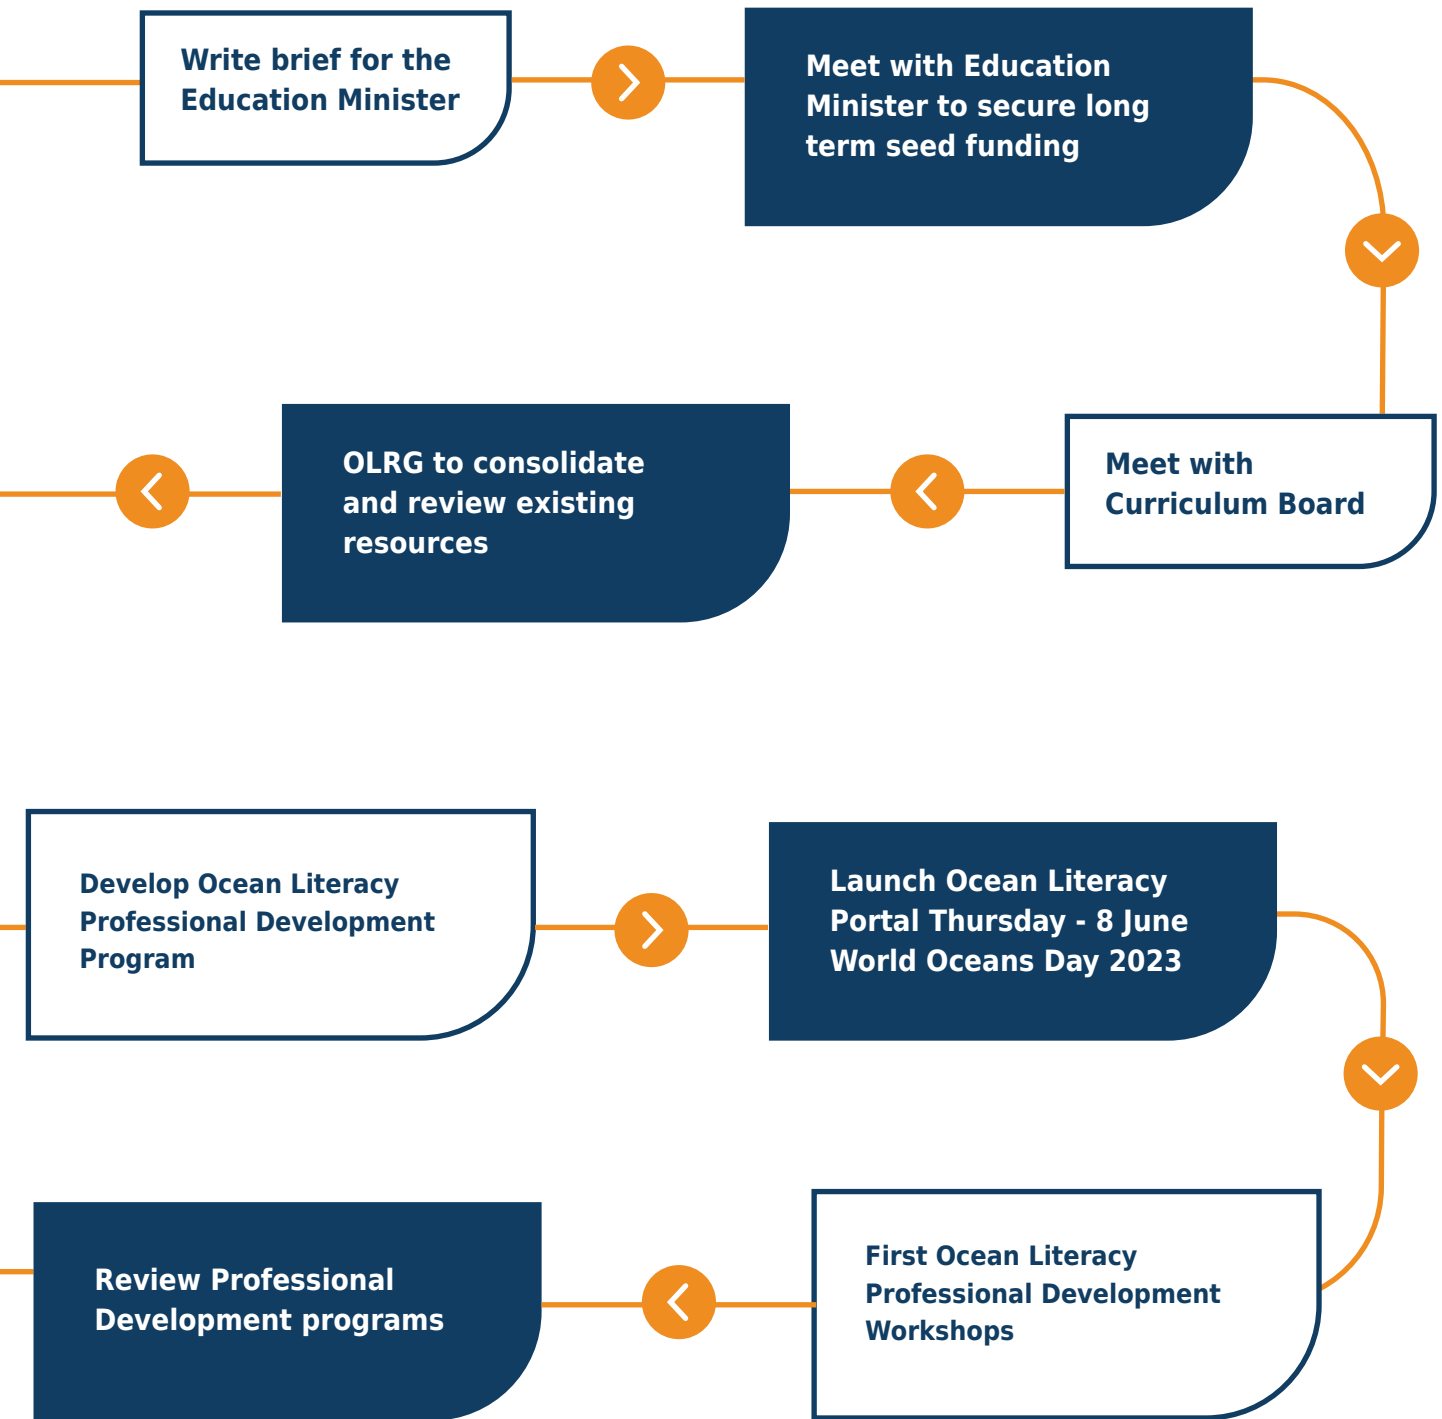 Write brief for the
Education Minister
Meet with Education
Minister to secure long
term seed funding
Meet with
Curriculum Board
OLRG to consolidate
and review existing
resources
Develop Ocean Literacy
Professional Development
Program
Launch Ocean Literacy
Portal Thursday - 8 June
World Oceans Day 2023
First Ocean Literacy
Professional Development
Workshops
Review Professional
Development programs